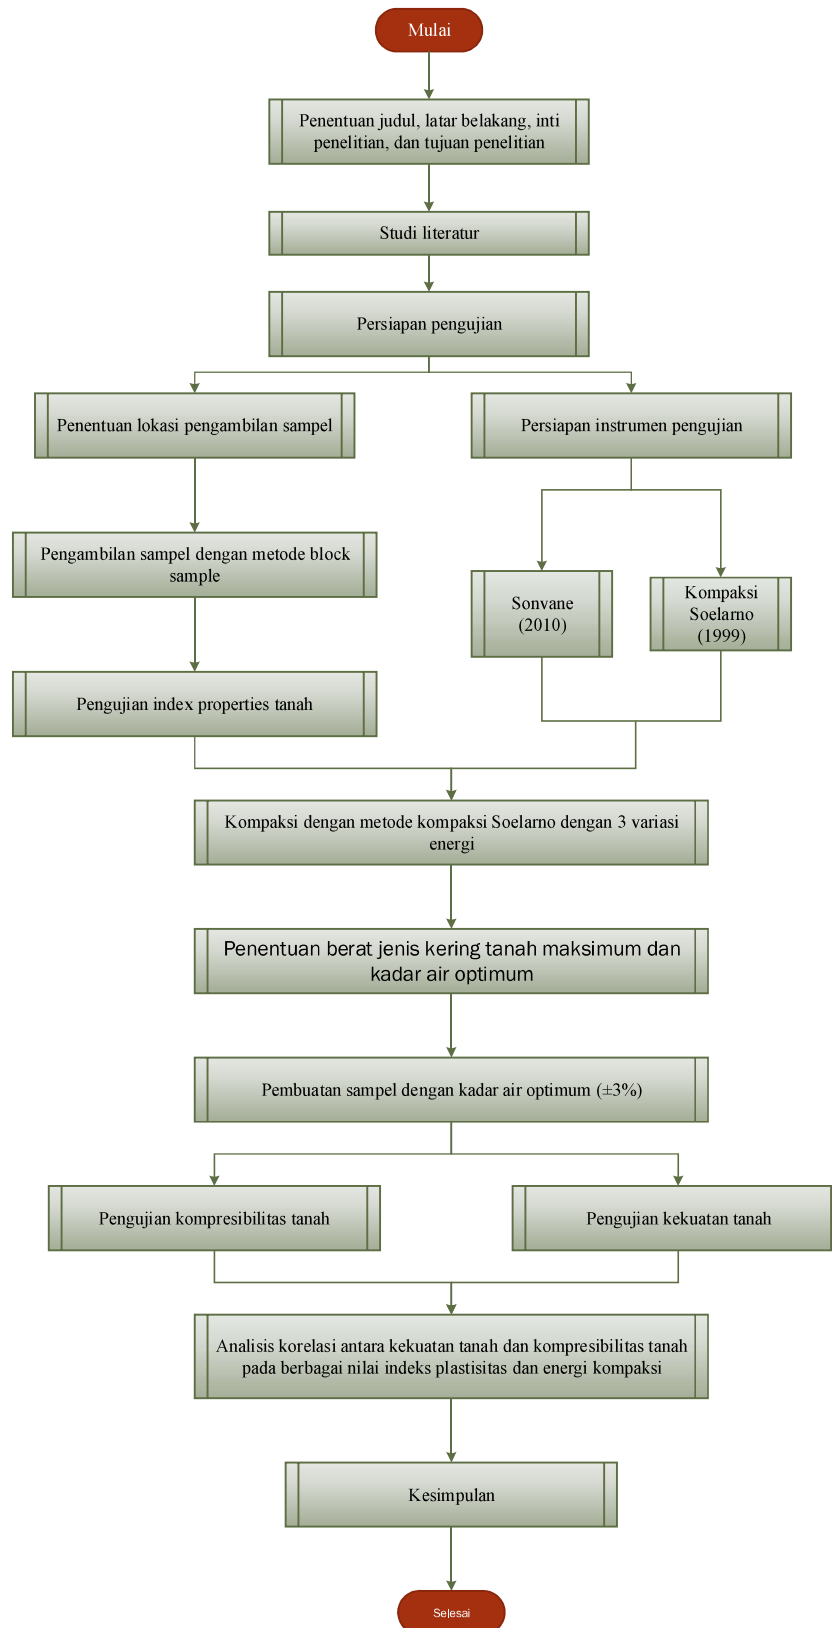 Mulai
Penentuan judul, latar belakang, inti
penelitian, dan tujuan penelitian
Studi literatur
Persiapan pengujian
Penentuan lokasi pengambilan sampel
Persiapan instrumen pengujian
Pengambilan sampel dengan metode block
sample
Sonvane
(2010)
Kompaksi
Soelarno
(1999)
Pengujian index properties tanah
Kompaksi dengan metode kompaksi Soelarno dengan 3 variasi
energi
Penentuan berat jenis kering tanah maksimum dan
kadar air optimum
Pembuatan sampel dengan kadar air optimum (±3%)
Pengujian kompresibilitas tanah
Pengujian kekuatan tanah
Analisis korelasi antara kekuatan tanah dan kompresibilitas tanah
pada berbagai nilai indeks plastisitas dan energi kompaksi
Kesimpulan
Selesai